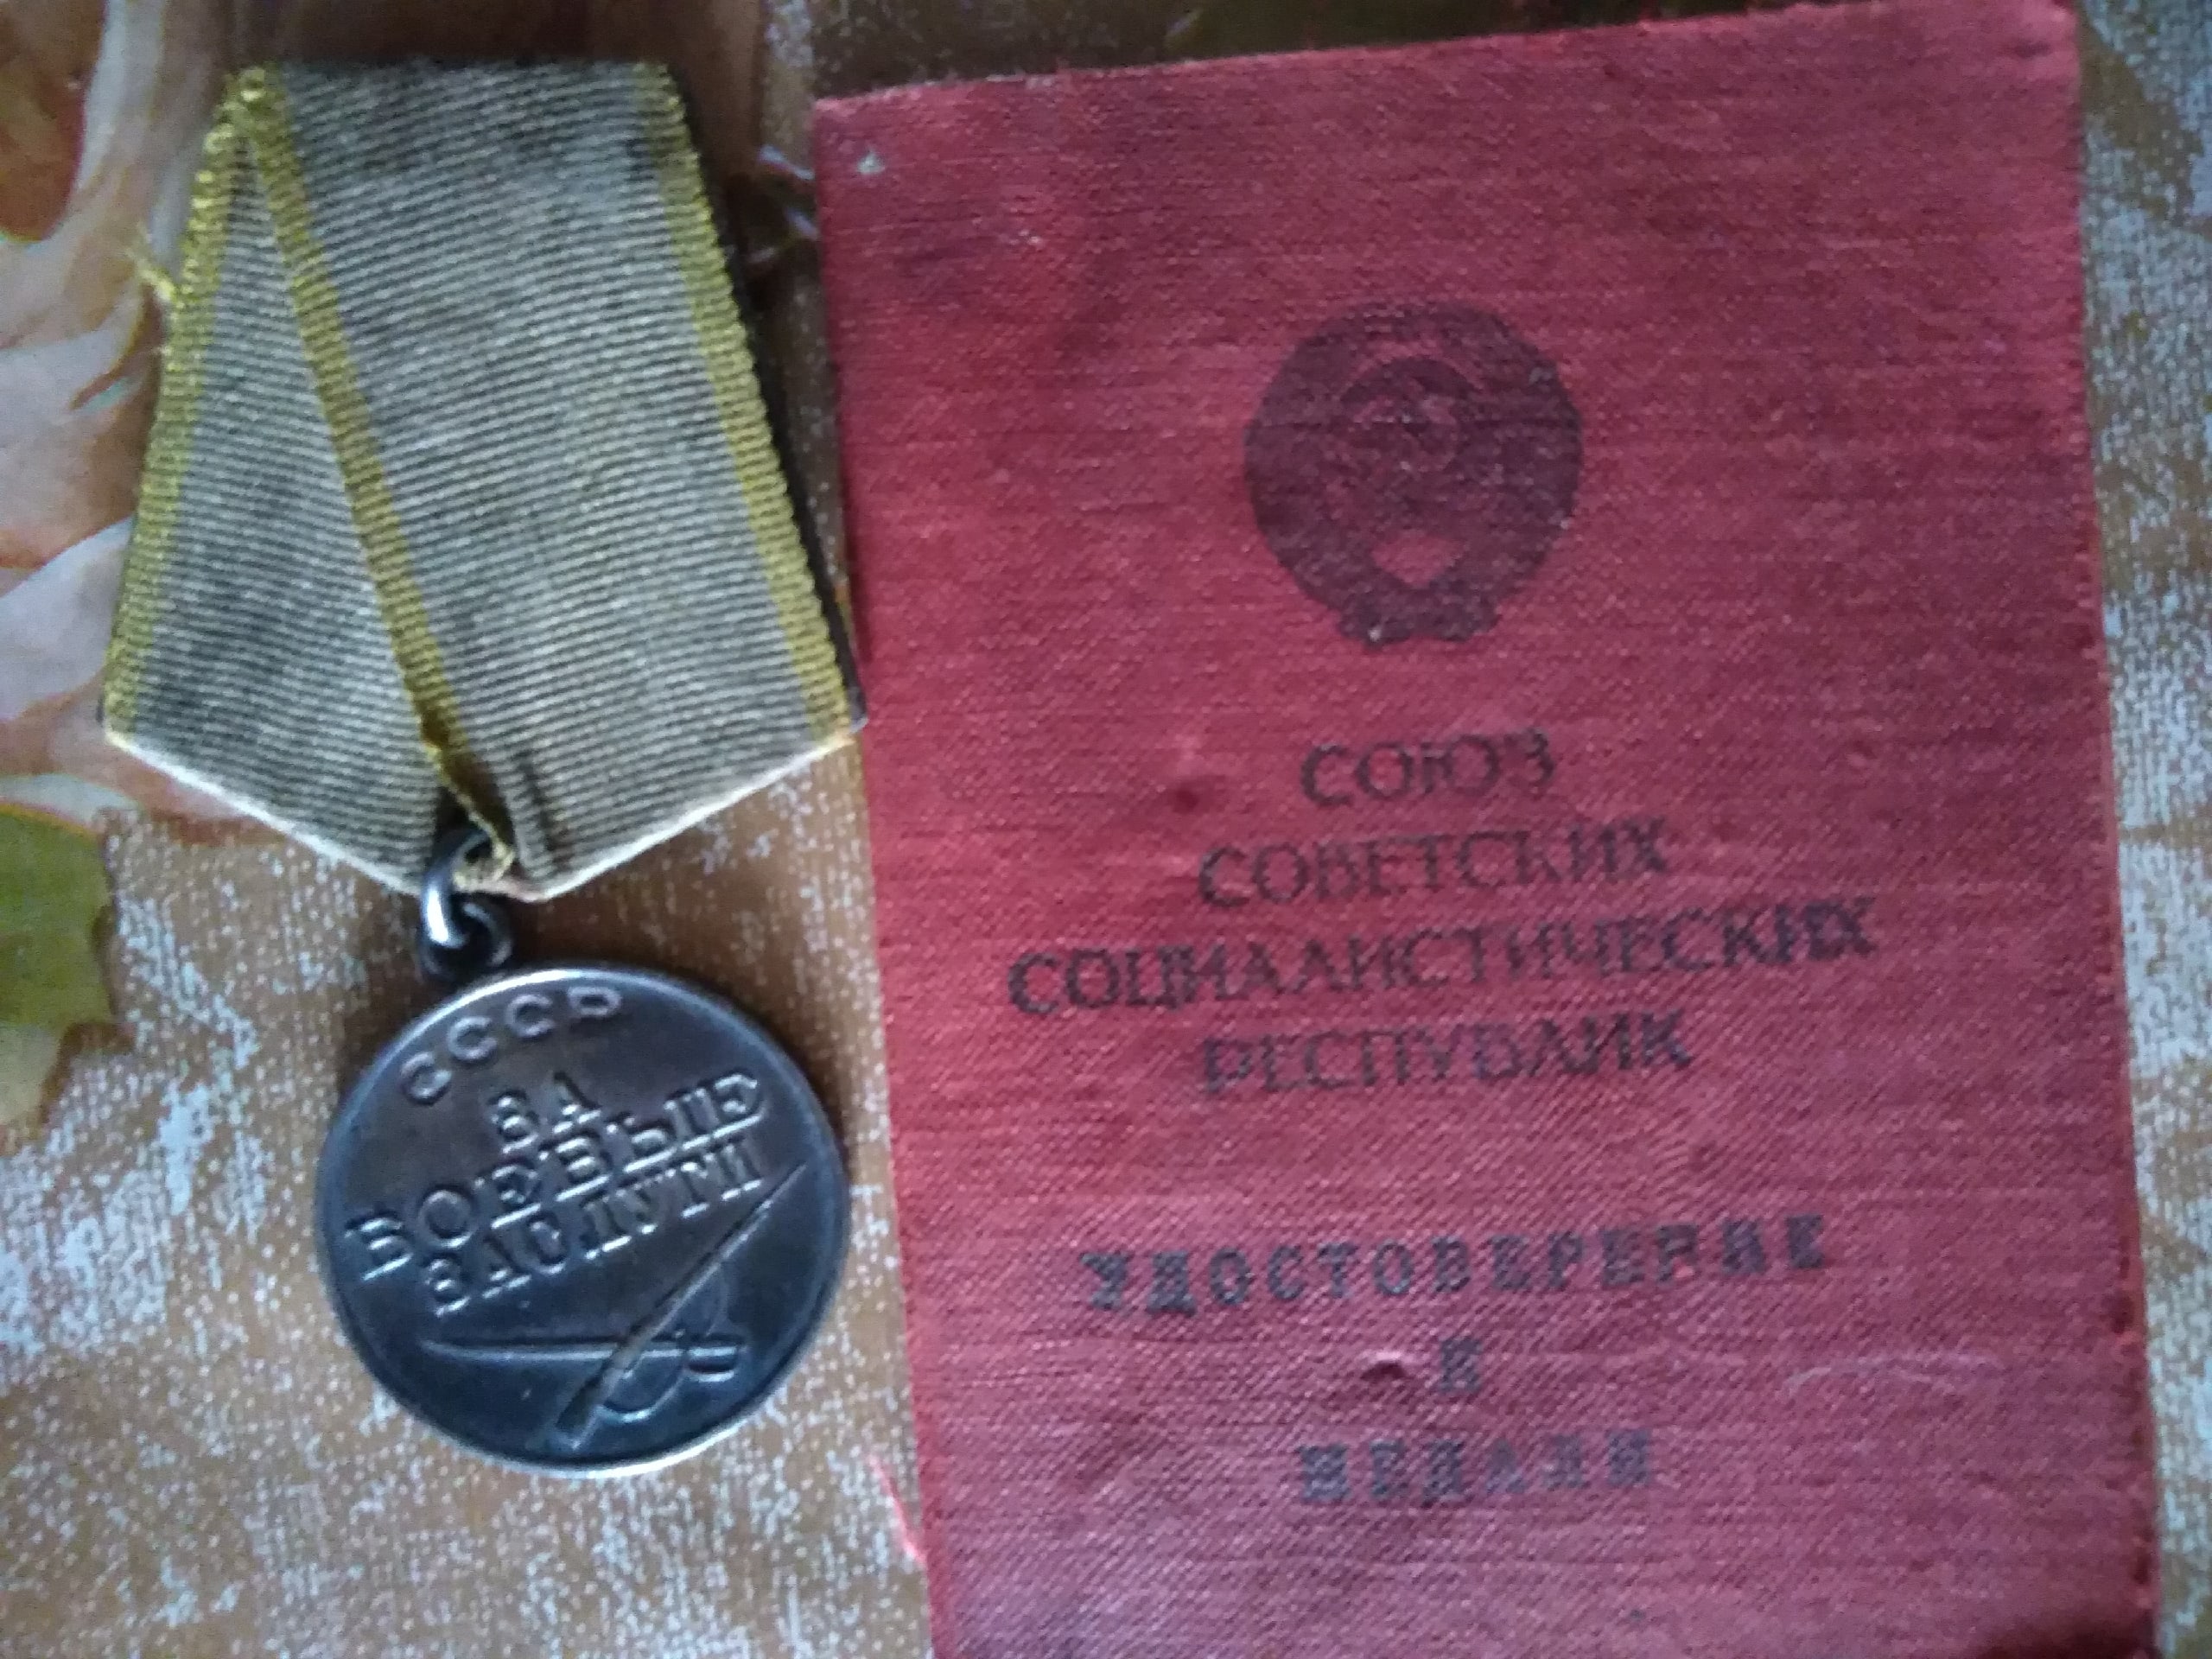 СССР
ЗА
БОЕВЫЕ
ЗАСЛУГИ
СОЮЗ
СОВЕТСКИХ
СОЦИАЛИСТИЧЕСКИХ
РЕСПУБЛИК
УДОСТОВЕРЕНИЕ
К
МЕДАЛИ